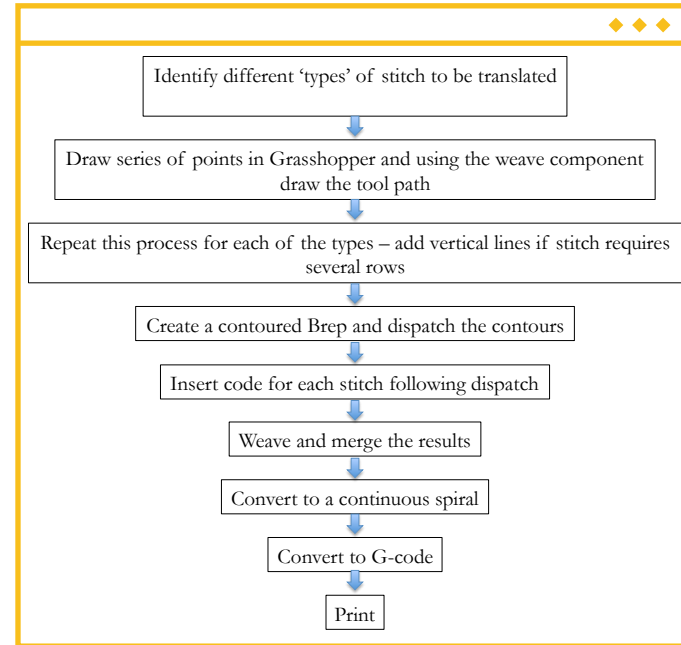 Identify different ‘types’ of stitch to be translated
Draw series of points in Grasshopper and using the weave component
draw the tool path
Repeat this process for each of the types – add vertical lines if stitch requires
several rows
Create a contoured Brep and dispatch the contours
Insert code for each stitch following dispatch
Weave and merge the results
Convert to a continuous spiral
Convert to G-code
Print